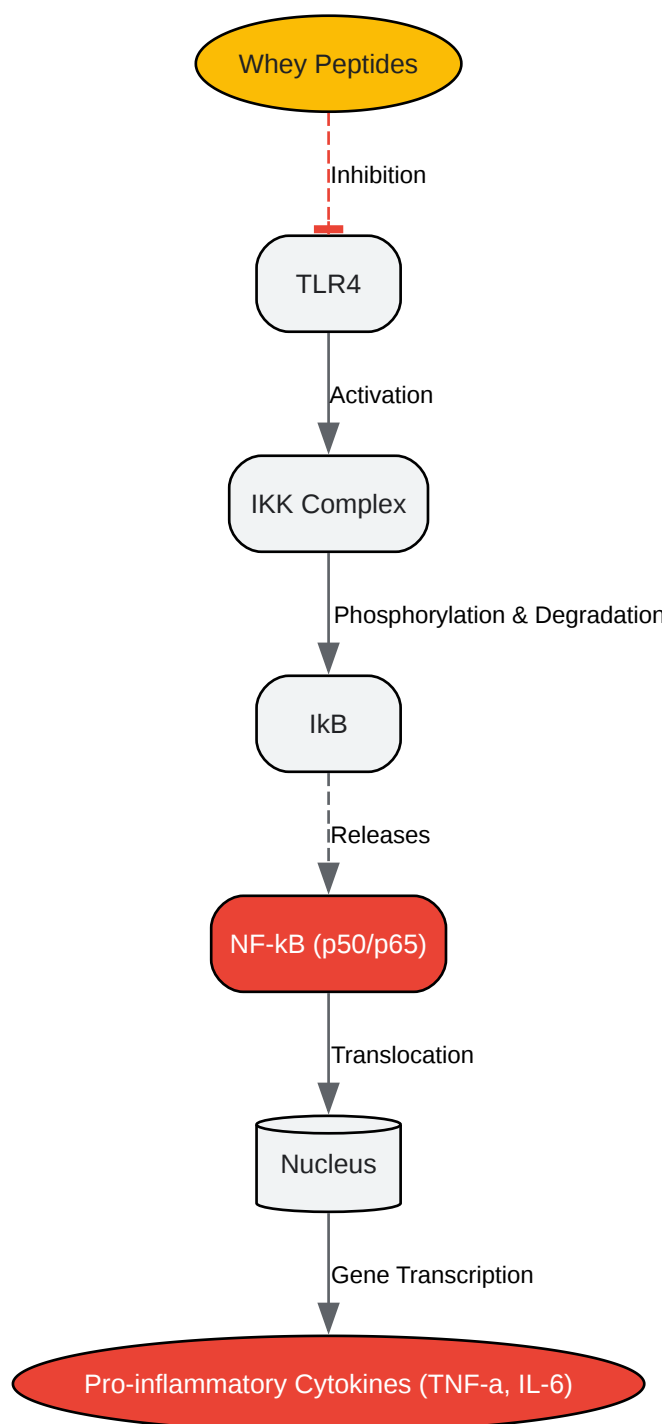 Whey Peptides
Inhibition
TLR4
Activation
IKK Complex
Phosphorylation & Degradation
IkB
Releases
NF-kB (p50/p65)
Translocation
Nucleus
Gene Transcription
Pro-inflammatory Cytokines (TNF-a, IL-6)